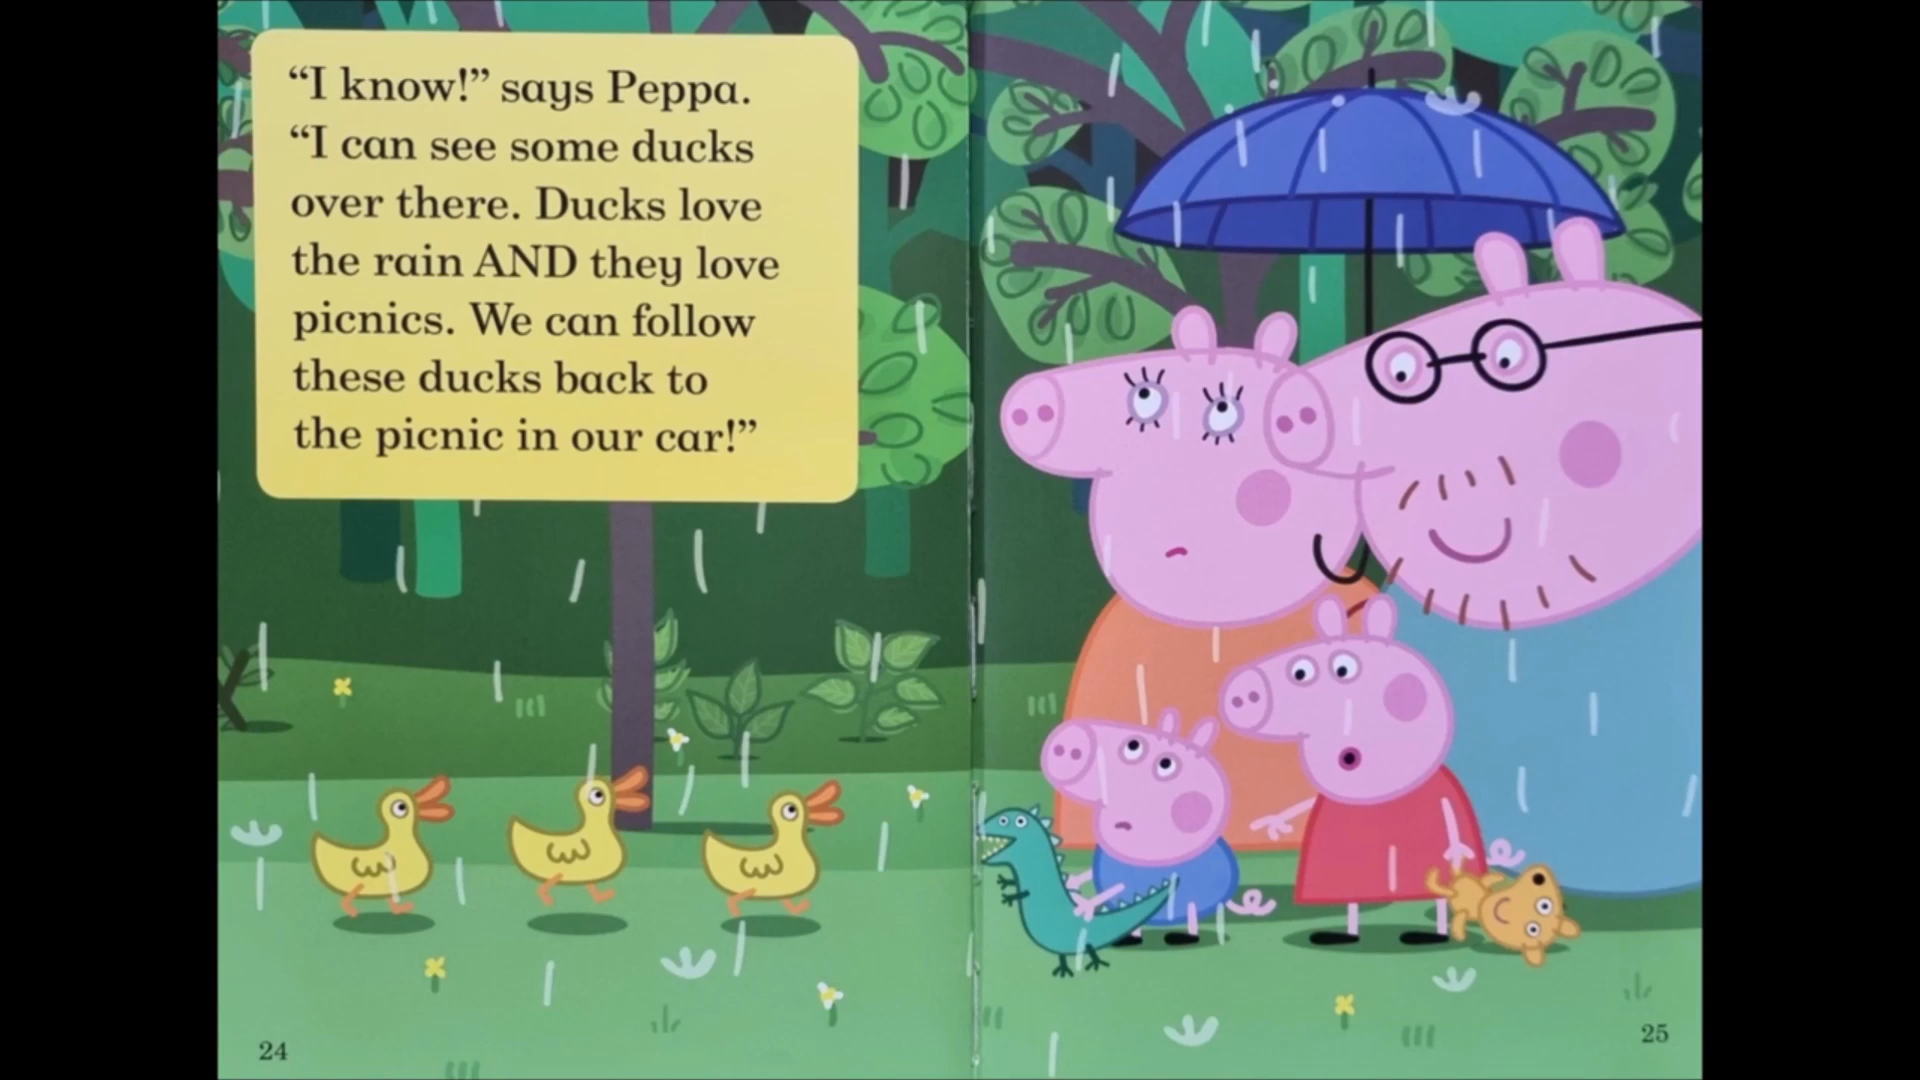 “I know!” says Peppa.
“I can see some ducks
over there. Ducks love
the rain AND they love
picnics. We can follow
these ducks back to
the picnic in our car!”
24
25